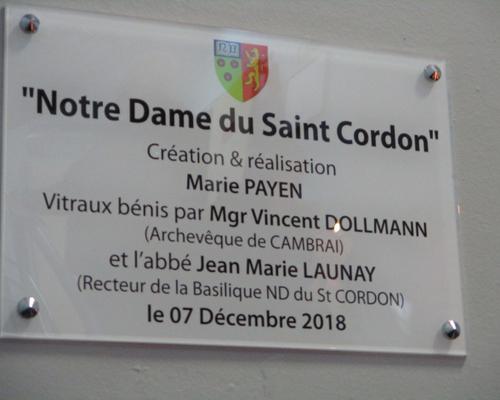 "Notre Dame du Saint Cordon"
Création & réalisation
Marie PAYEN
Vitraux bénis par Mgr Vincent DOLLMANN
(Archevêque de CAMBRAI)
et l'abbé Jean Marie LAUNAY
(Recteur de la Basilique ND du St CORDON)
le 07 Décembre 2018